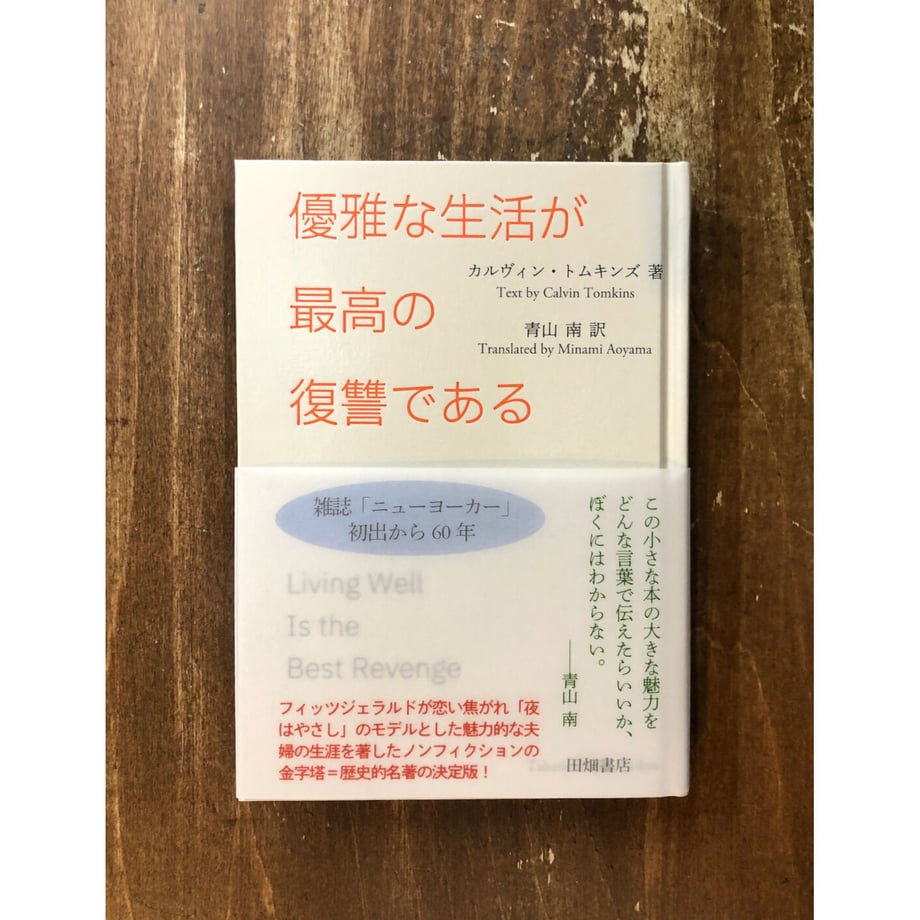 優雅な生活が
最高の
復讐である
カルヴィン・トムキンズ 著
Text by Calvin Tomkins
青山 南 訳
Translated by Minami Aoyama
雑誌「ニューヨーカー」
初出から60年
Living Well
Is the
Best Revenge
この小さな本の大きな魅力を
どんな言葉で伝えたらいいか、
ぼくにはわからない。
——青山 南
フィッツジェラルドが恋い焦がれ「夜
はやさし」のモデルとした魅力的な夫
婦の生涯を著したノンフィクションの
金字塔＝歴史的名著の決定版！
田畑書店